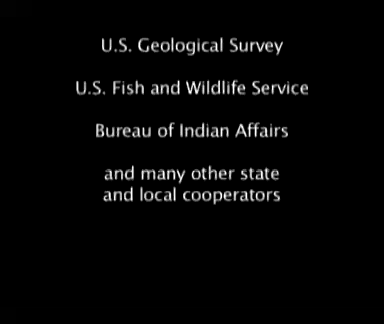 U.S. Geological Survey
U.S. Fish and Wildlife Service
Bureau of Indian Affairs
and many other state
and local cooperators